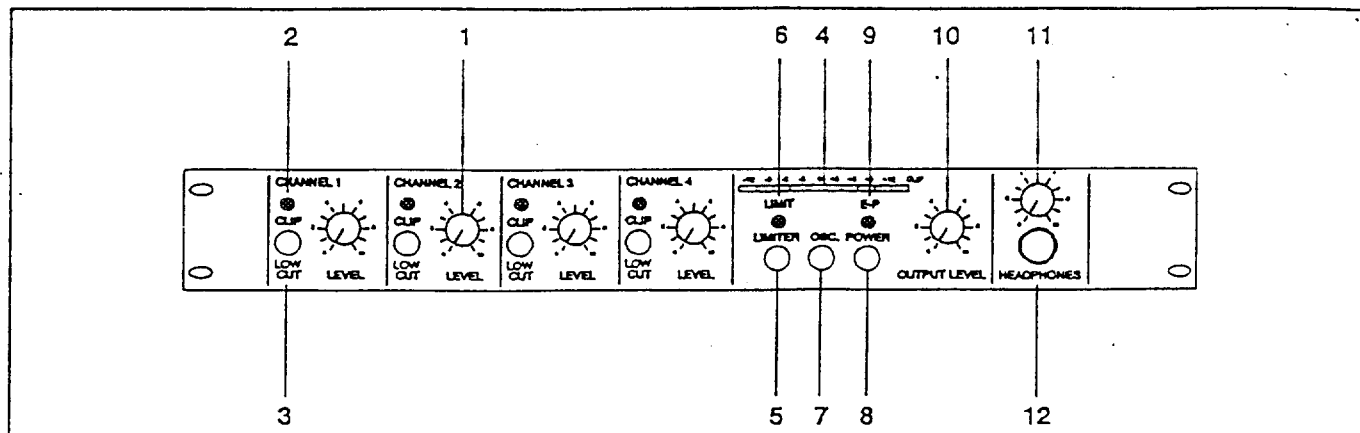 2 1 6 4 9 10 11
CHANNEL 1 CHANNEL 2 CHANNEL 3 CHANNEL 4
LIMIT E-P
CLIP CLIP CLIP CLIP
LIMITER OSC. POWER
LOW CUT LEVEL LOW CUT LEVEL LOW CUT LEVEL LOW CUT LEVEL OUTPUT LEVEL HEADPHONES
3 5 7 8 12